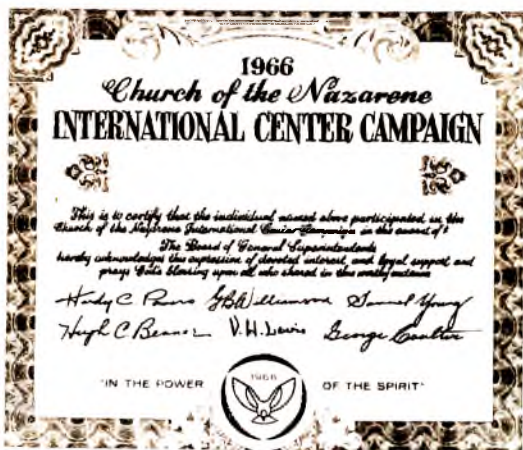 1966
Church of the Nazarene
INTERNATIONAL CENTER CAMPAIGN
This is to certify that the individual named above participated in the
Church of the Nazarene International Center Campaign in the amount of $
The Board of General Superintendents
hereby acknowledges this expression of devoted interest and loyal support and
prays God's blessing upon all who shared in this worthy
Hardy C Powers G B Williamson Samuel Young
Hugh C Benner V. H. Lewis George Coulter
"IN THE POWER 1966 OF THE SPIRIT"